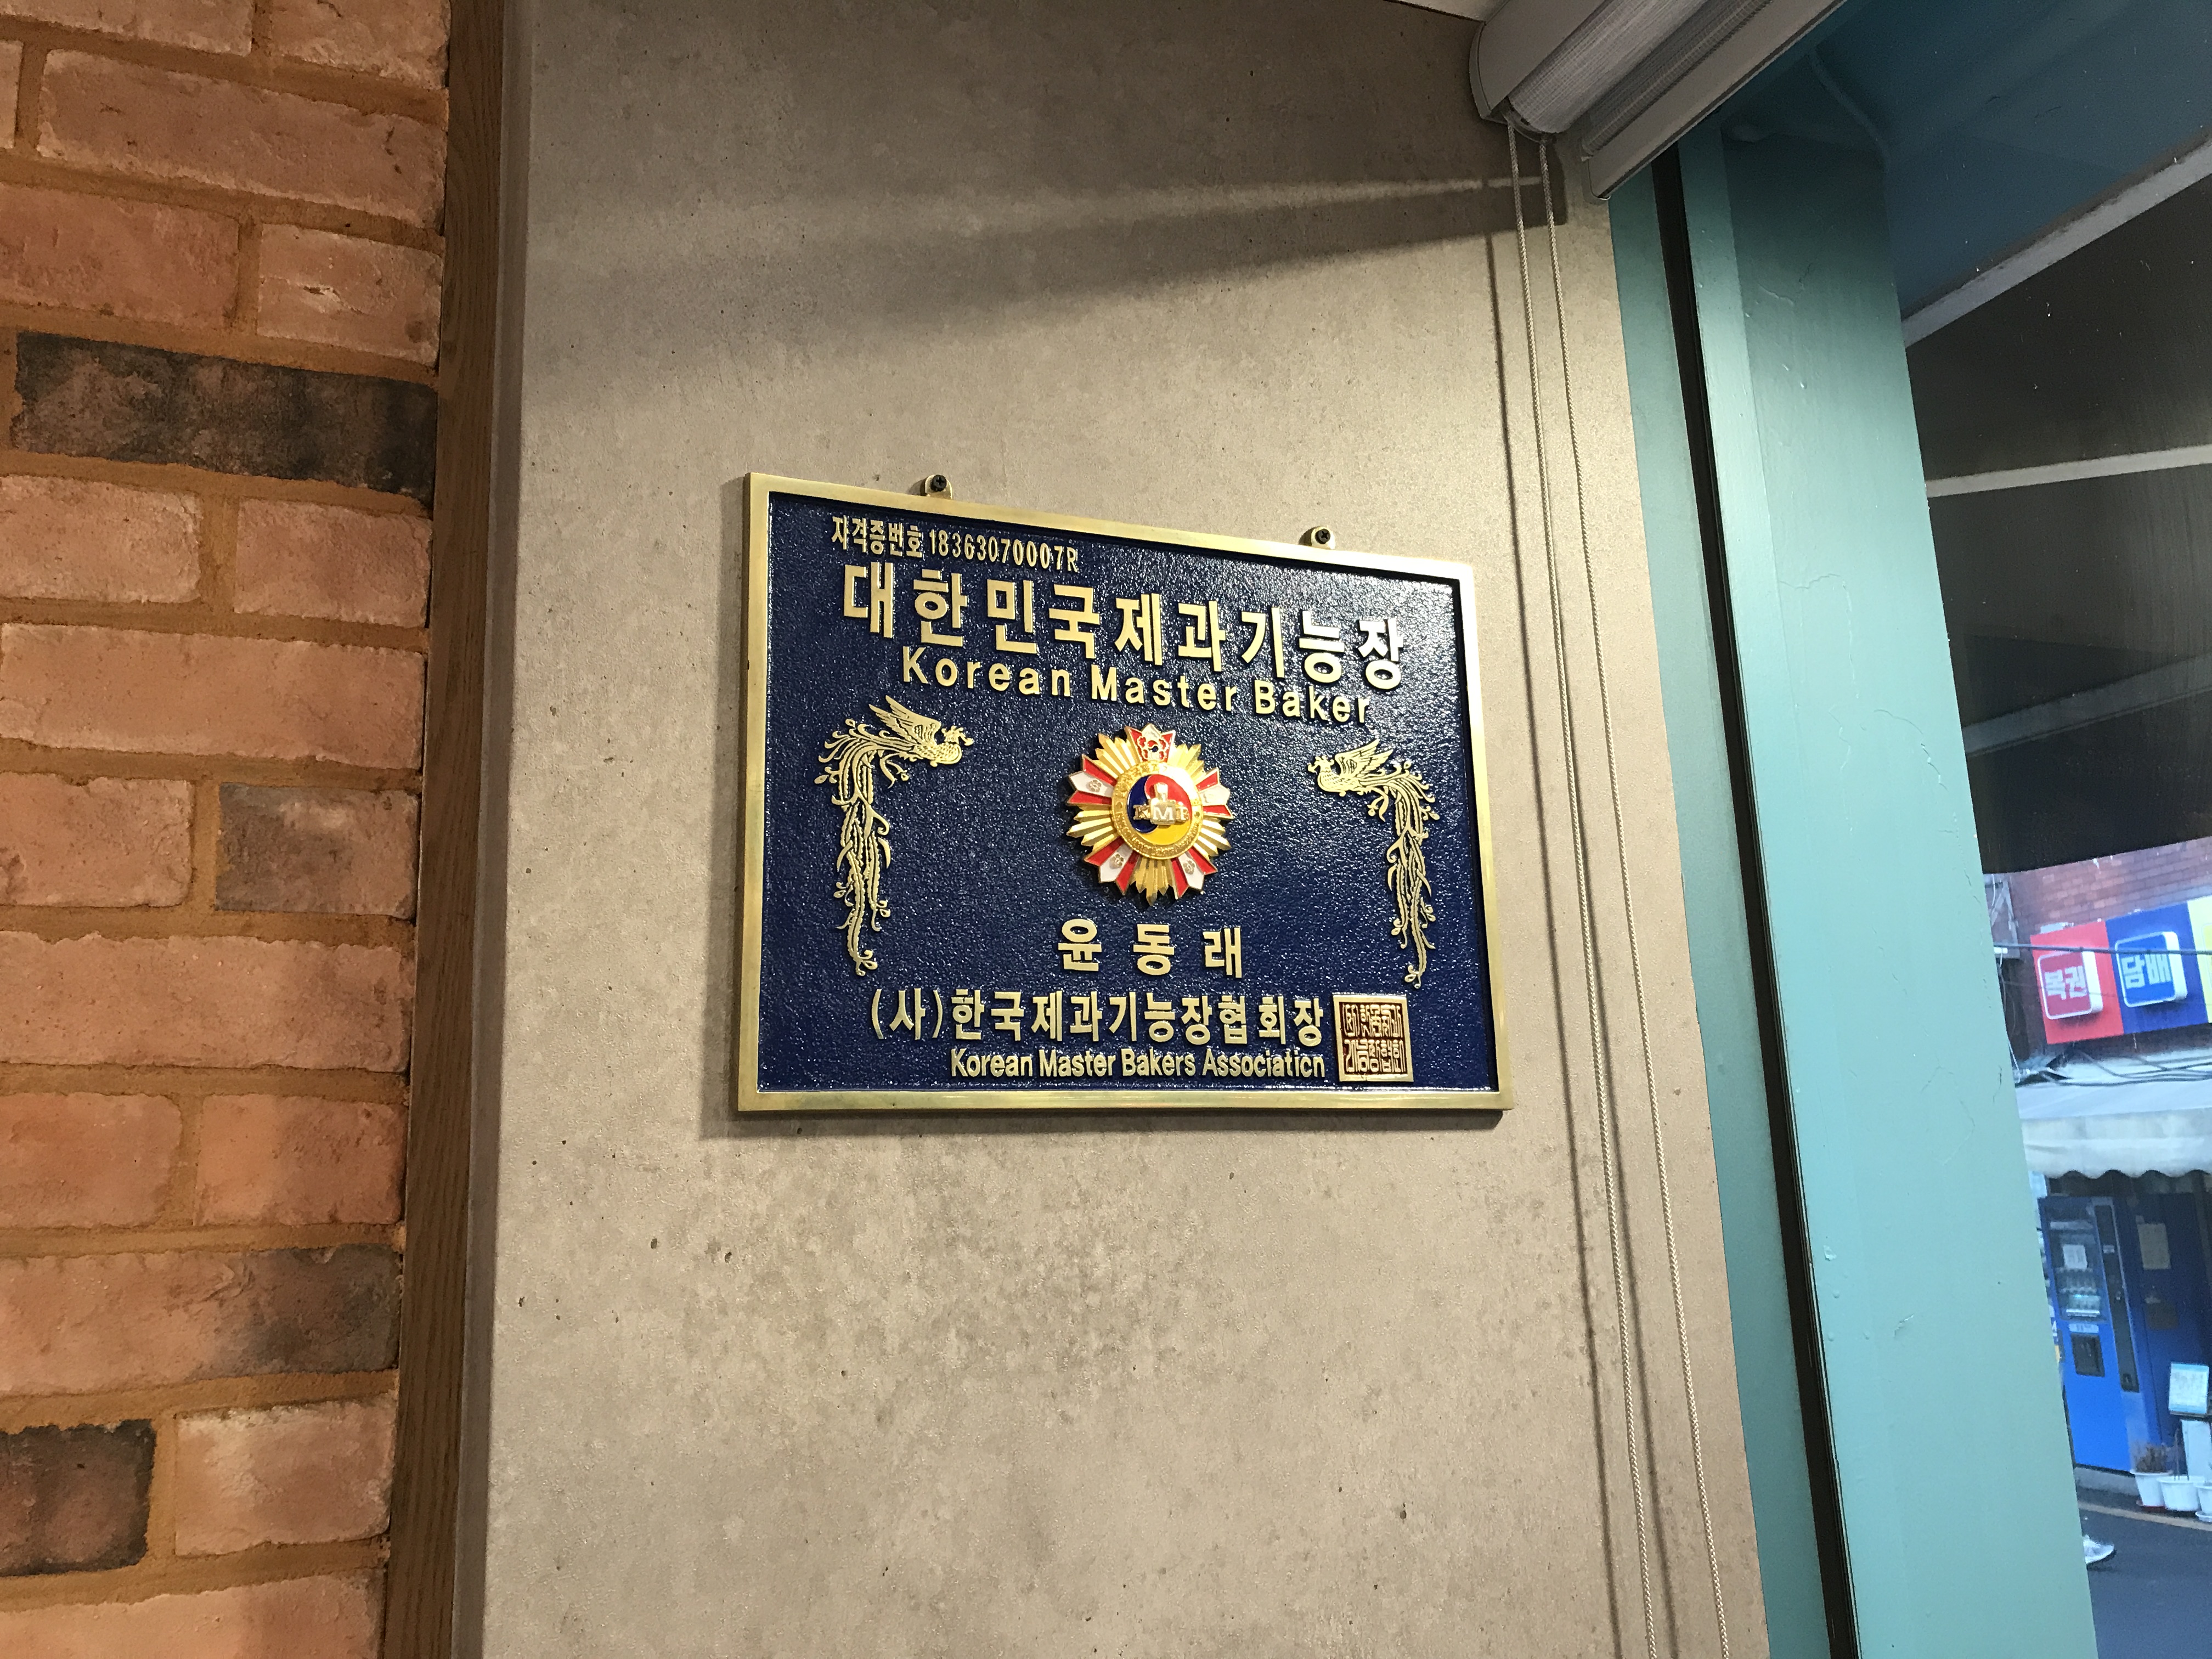 자격증번호 18363070007R
대한민국제과기능장
Korean Master Baker
윤동래
(사)한국제과기능장협회장
Korean Master Bakers Association
복권
담배